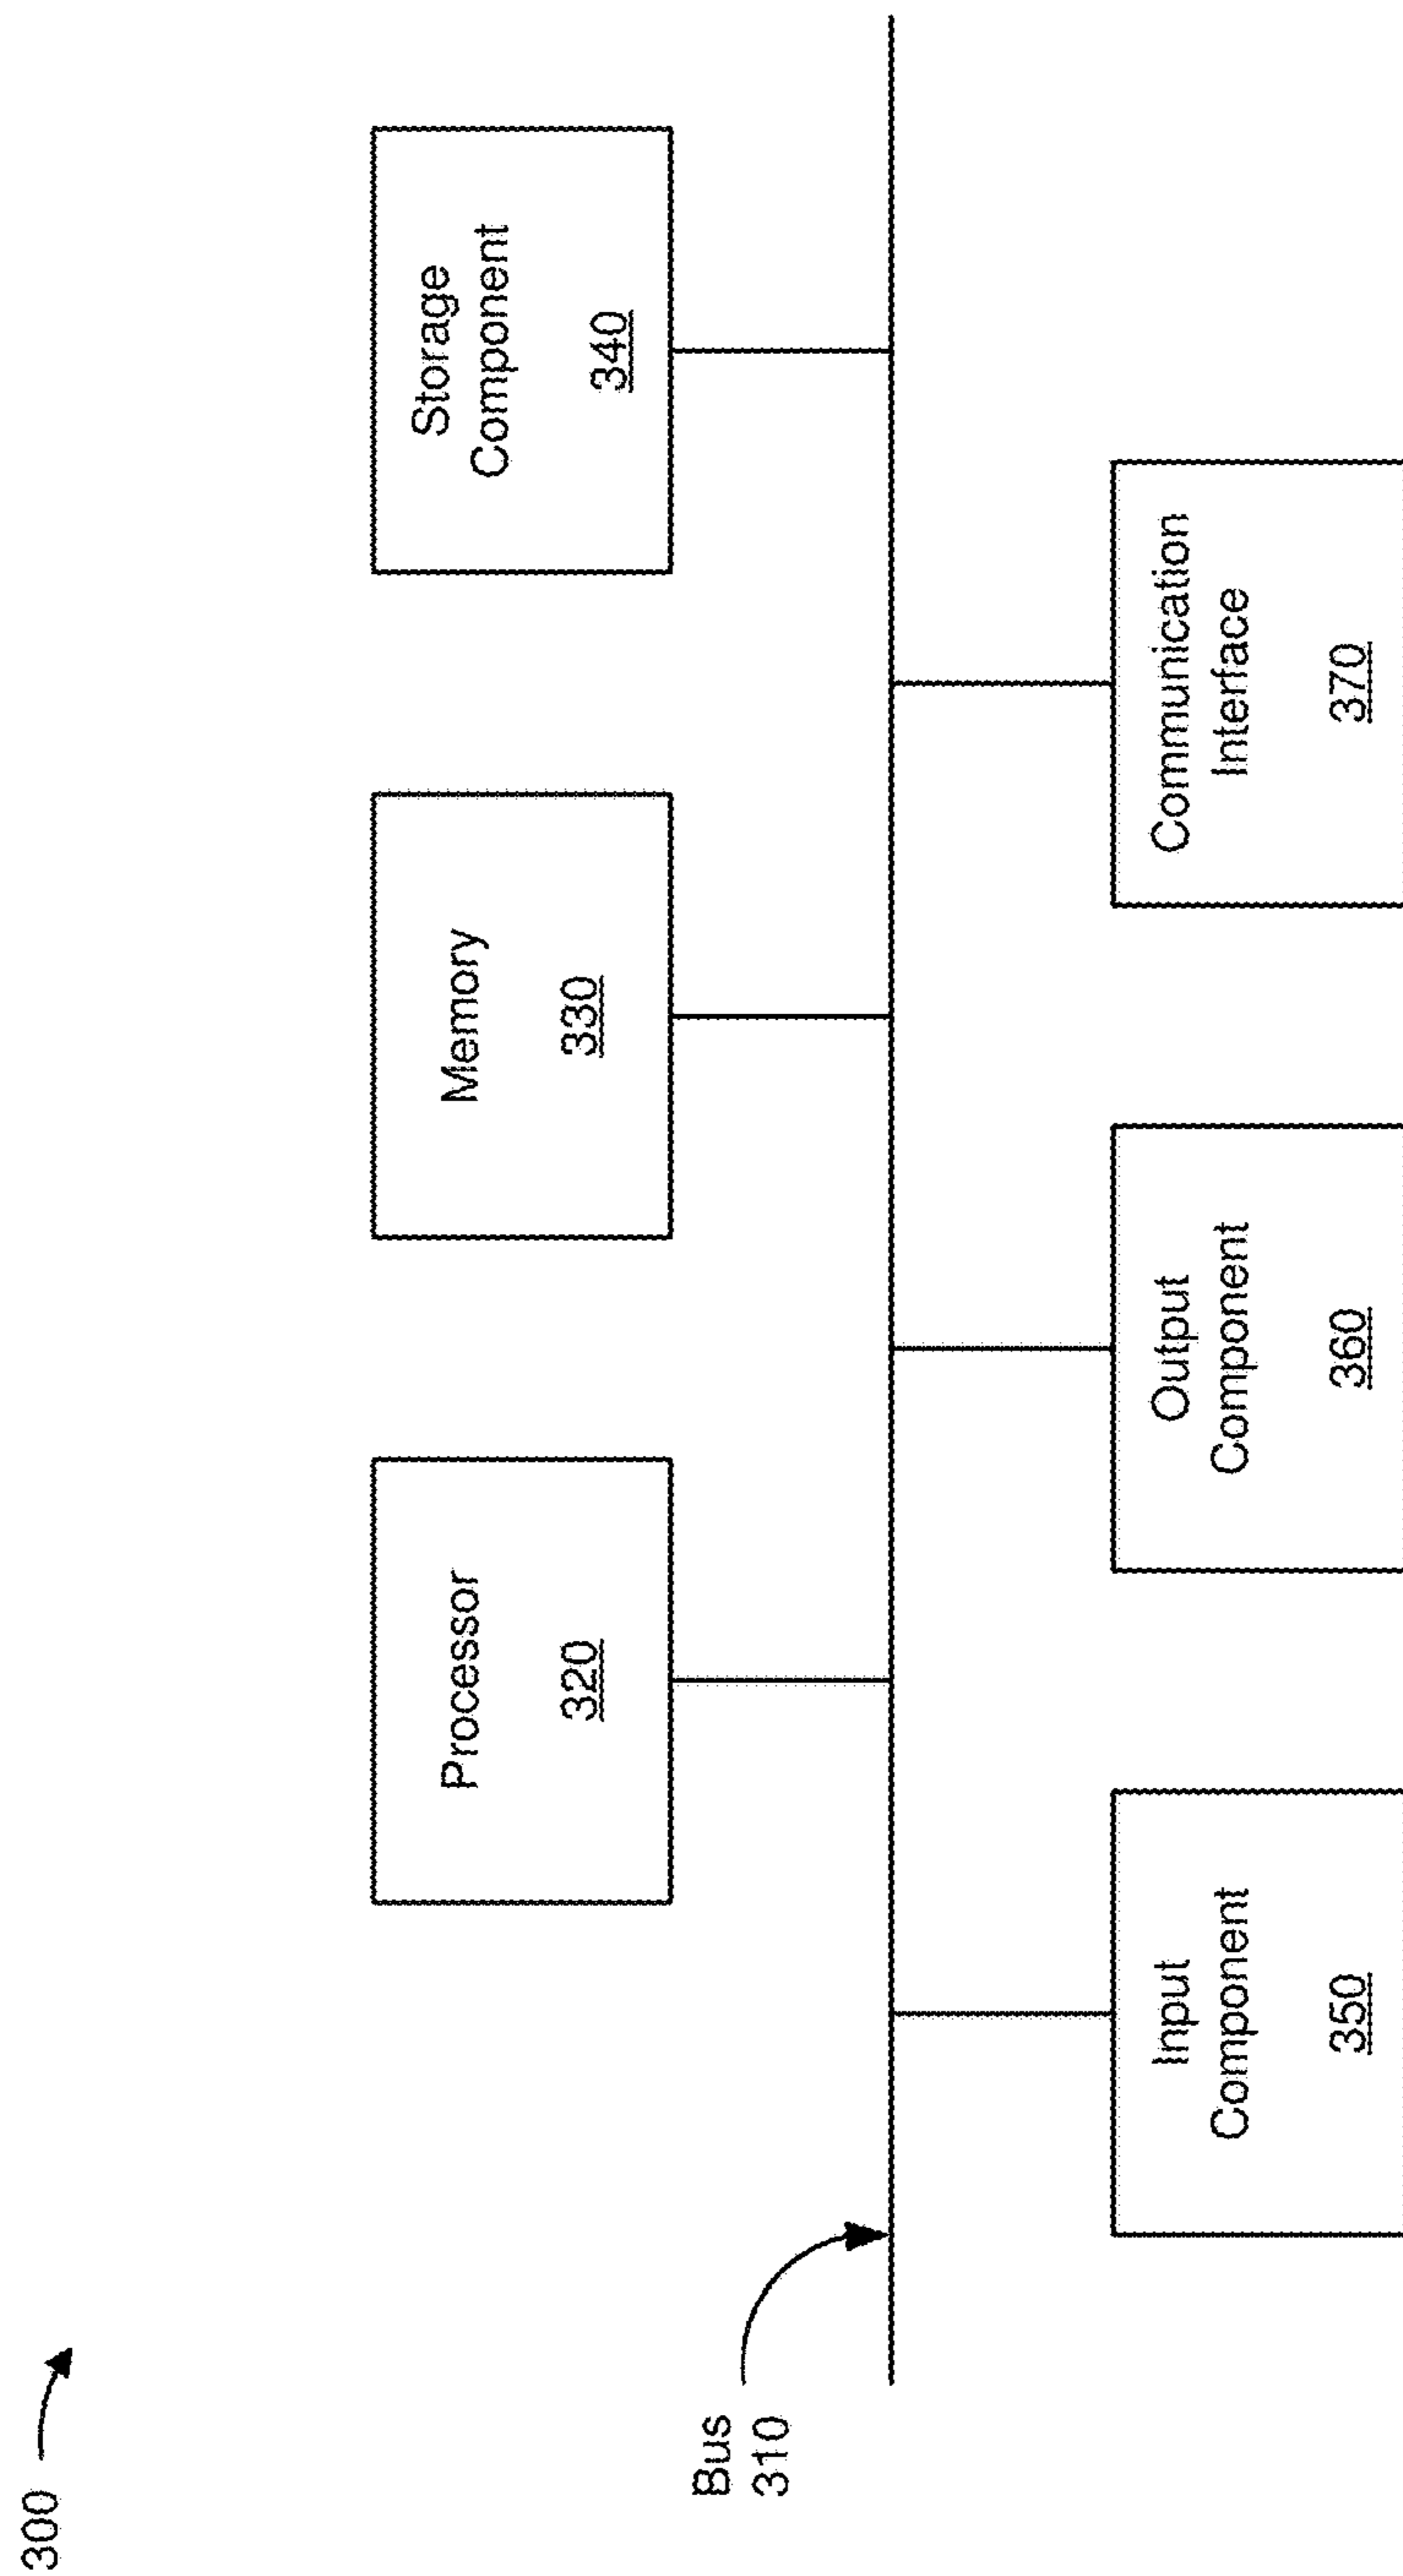 300
Bus
310
Processor
320
Memory
330
Storage
Component
340
Input
Component
350
Output
Component
360
Communication
Interface
370